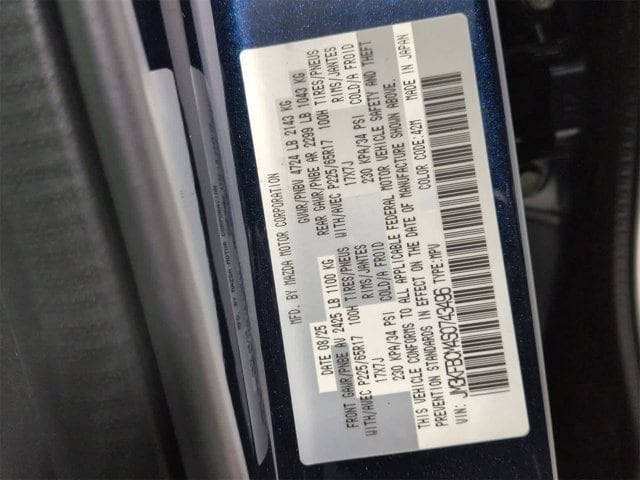 MFD. BY MAZDA MOTOR CORPORATION
DATE 08/25 GVWR/PNBV 4724 LB 2143 KG
FRONT GAWR/PNBE AV 2425 LB 1100 KG REAR GAWR/PNBE AR 2299 LB 1043 KG
WITH/AVEC P225/65R17 100H TIRES/PNEUS WITH/AVEC P225/65R17 100H TIRES/PNEUS
17X7J RIMS/JANTES 17X7J RIMS/JANTES
230 KPA/34 PSI COLD/A FROID 230 KPA/34 PSI COLD/A FROID
THIS VEHICLE CONFORMS TO ALL APPLICABLE FEDERAL MOTOR VEHICLE SAFETY AND THEFT
PREVENTION STANDARDS IN EFFECT ON THE DATE OF MANUFACTURE SHOWN ABOVE.
VIN: JM3KFBCM4S0743496 TYPE:MPV COLOR CODE:42M MADE IN JAPAN